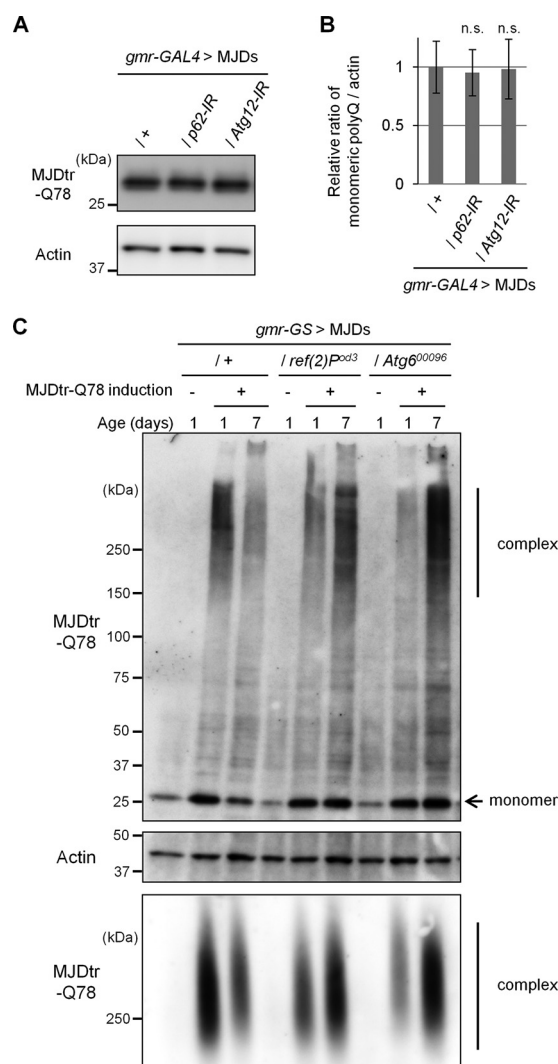 A
gmr-GAL4 > MJDs
/ +
/ p62-IR
/ Atg12-IR
(kDa)
MJDtr
-Q78
25
Actin
37
B
n.s.
n.s.
1
0.5
0
Relative ratio of
monomeric polyQ / actin
/ +
/ p62-IR
/ Atg12-IR
gmr-GAL4 > MJDs
C
gmr-GS > MJDs
/ + / ref(2)Pod3 / Atg600096
MJDtr-Q78 induction - + - + - +
Age (days) 1 1 7 1 1 7 1 1 7
(kDa)
250
150
100
75
50
37
25
MJDtr
-Q78
complex
monomer
50
Actin
37
(kDa)
MJDtr
-Q78
250
complex